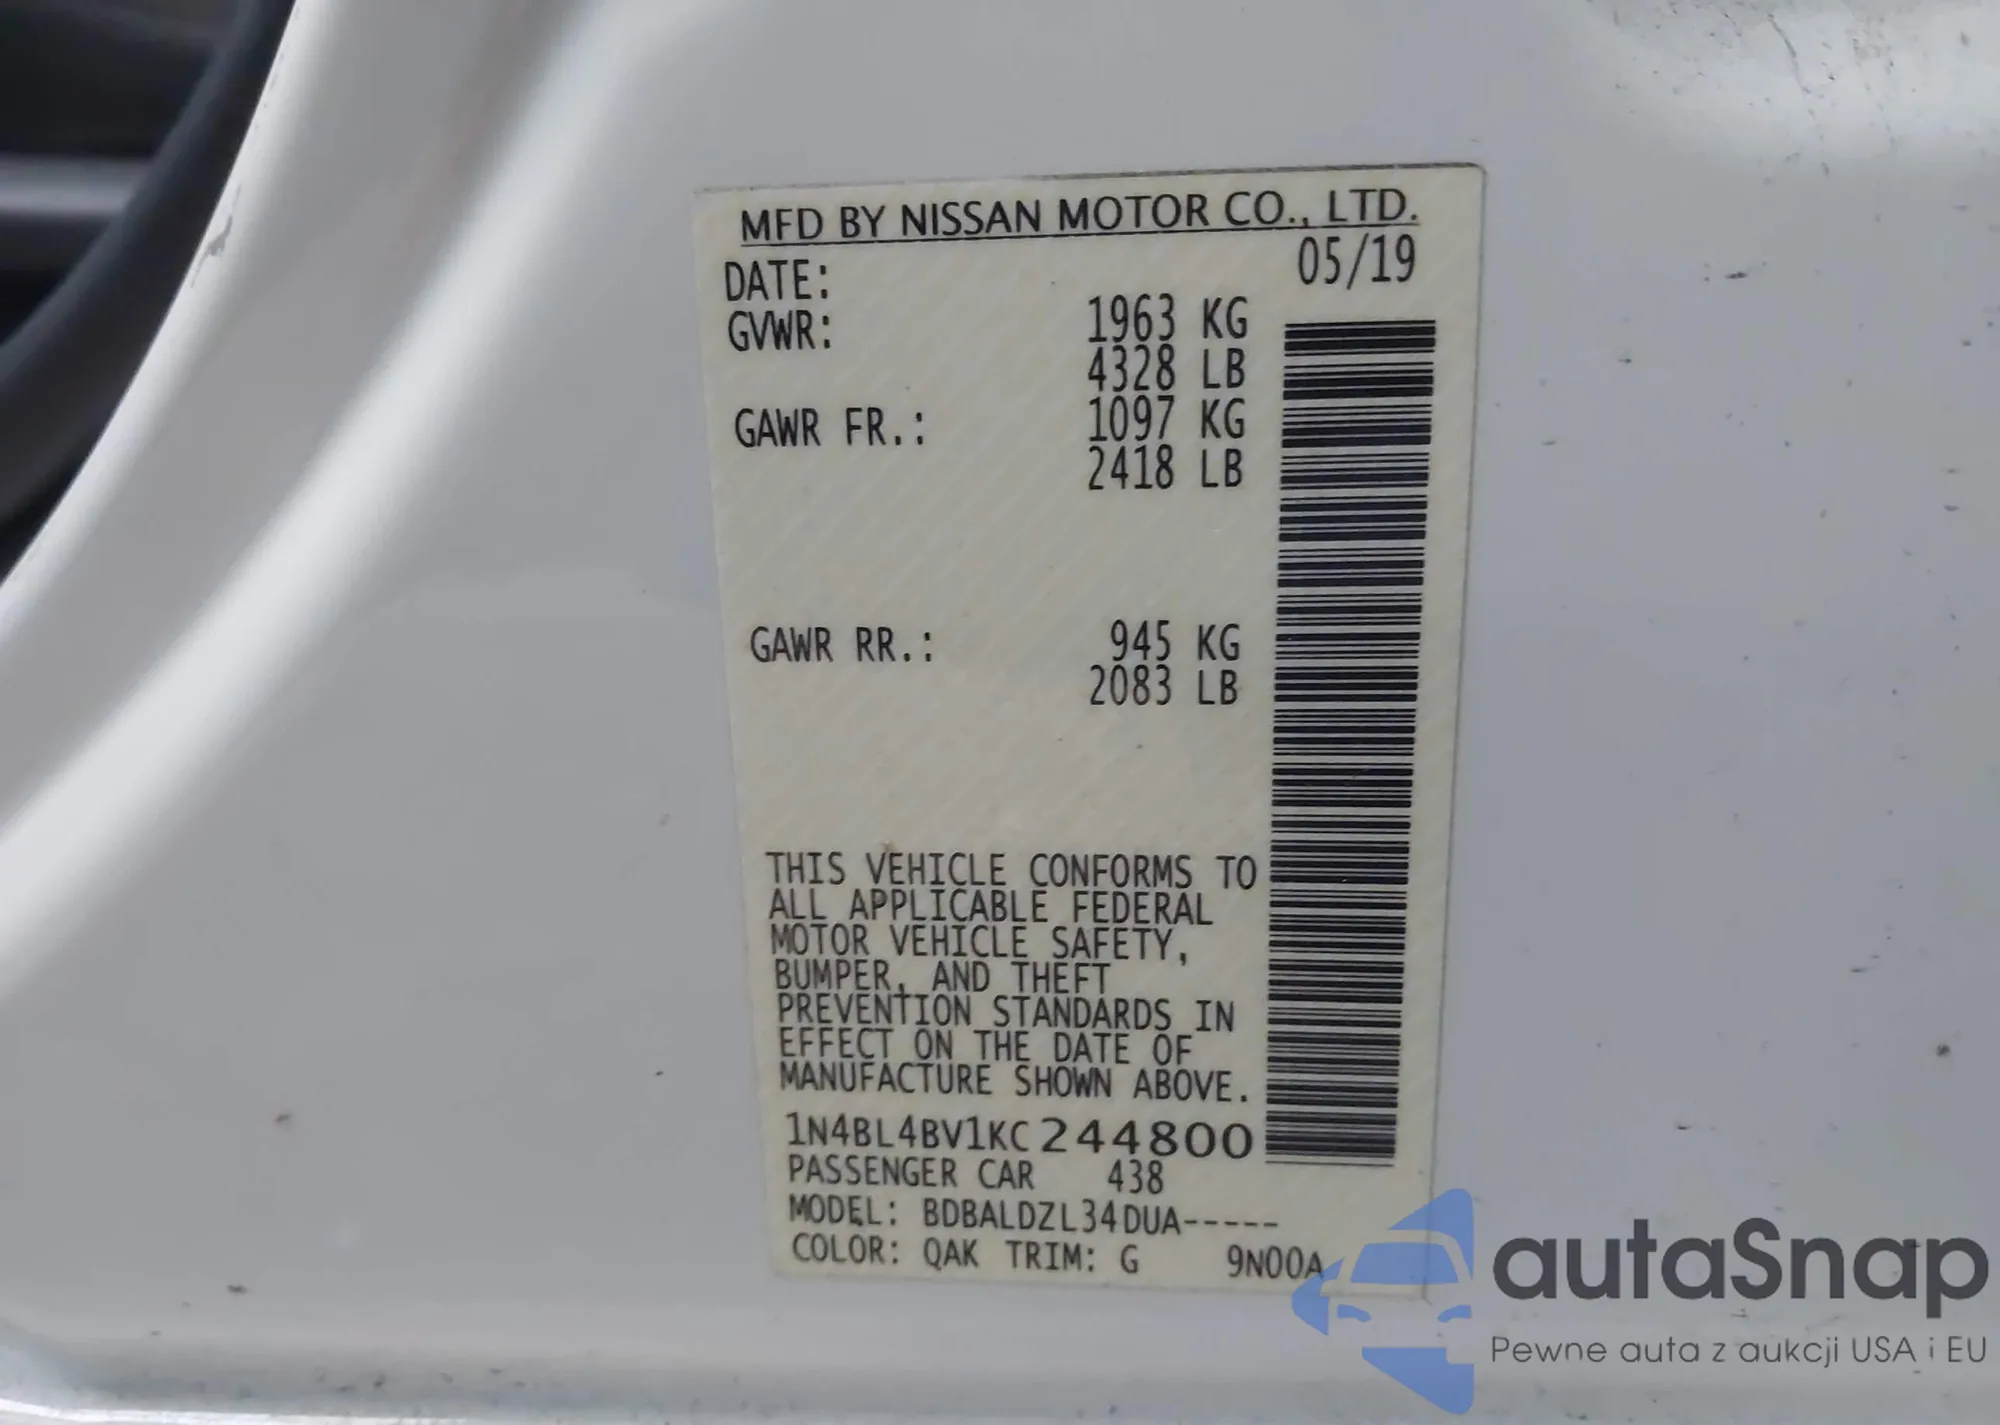 MFD BY NISSAN MOTOR CO., LTD.
DATE: 05/19
GVWR: 1963 KG
4328 LB
GAWR FR.: 1097 KG
2418 LB
GAWR RR.: 945 KG
2083 LB
THIS VEHICLE CONFORMS TO
ALL APPLICABLE FEDERAL
MOTOR VEHICLE SAFETY,
BUMPER, AND THEFT
PREVENTION STANDARDS IN
EFFECT ON THE DATE OF
MANUFACTURE SHOWN ABOVE.
1N4BL4BV1KC244800
PASSENGER CAR 438
MODEL: BDBALDZL34DUA-----
COLOR: QAK TRIM: G 9N00A
autaSnap
Pewne auta z aukcji USA i EU